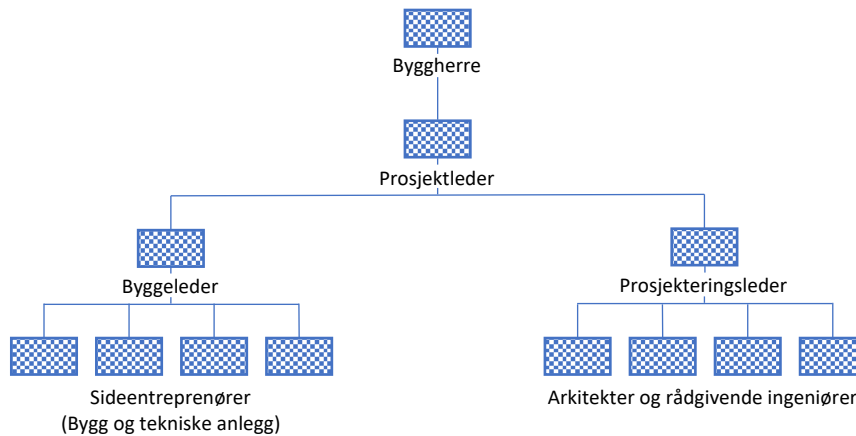 Byggherre
Prosjektleder
Byggeleder
Prosjekteringsleder
Sideentreprenører
(Bygg og tekniske anlegg)
Arkitekter og rådgivende ingeniører